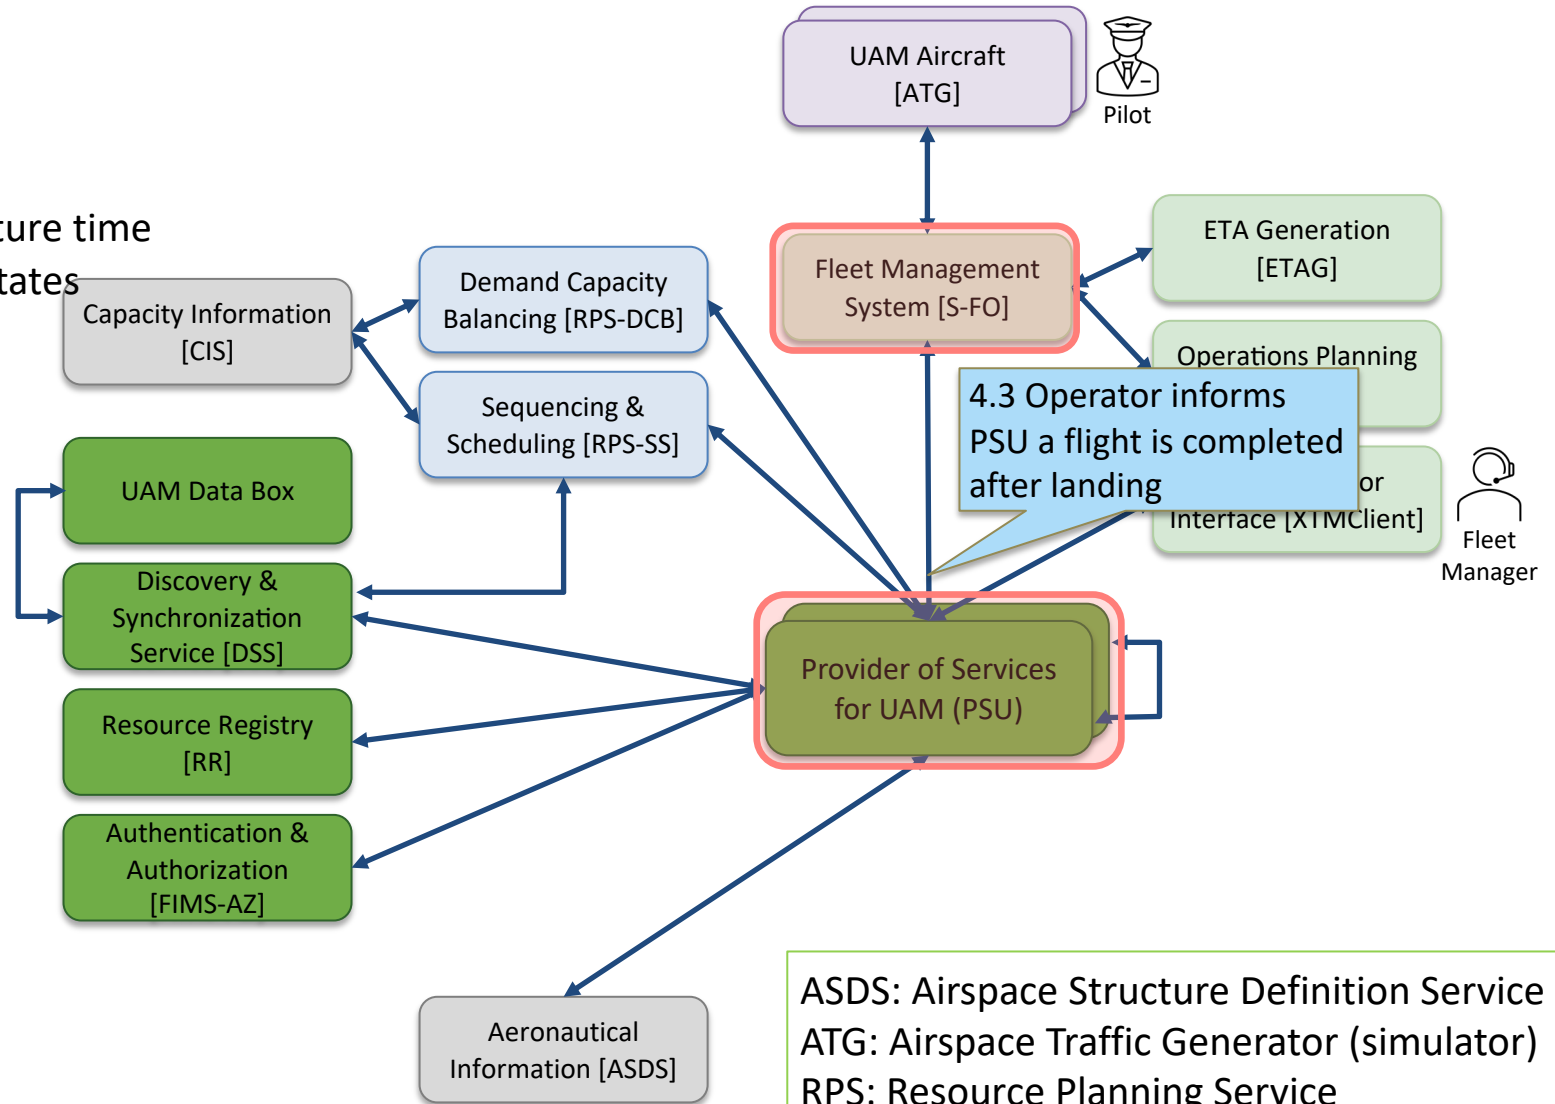 UAM Aircraft
[ATG]
Pilot
ture time
tates
Capacity Information
[CIS]
Demand Capacity
Balancing [RPS-DCB]
Sequencing &
Scheduling [RPS-SS]
Fleet Management
System [S-FO]
ETA Generation
[ETAG]
Operations Planning
4.3 Operator informs
PSU a flight is completed
after landing
or
Interface [XTMClient]
Fleet
Manager
UAM Data Box
Discovery &
Synchronization
Service [DSS]
Resource Registry
[RR]
Authentication &
Authorization
[FIMS-AZ]
Provider of Services
for UAM (PSU)
Aeronautical
Information [ASDS]
ASDS: Airspace Structure Definition Service
ATG: Airspace Traffic Generator (simulator)
RPS: Resource Planning Service